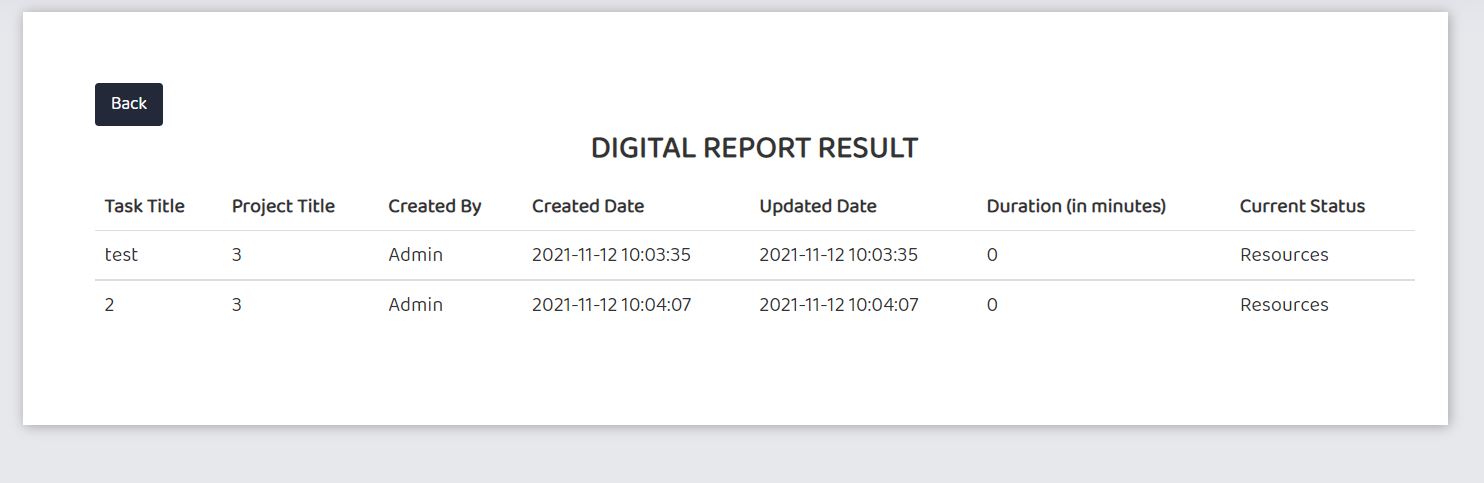 Back
DIGITAL REPORT RESULT
Task Title Project Title Created By Created Date Updated Date Duration (in minutes) Current Status
test 3 Admin 2021-11-12 10:03:35 2021-11-12 10:03:35 0 Resources
2 3 Admin 2021-11-12 10:04:07 2021-11-12 10:04:07 0 Resources